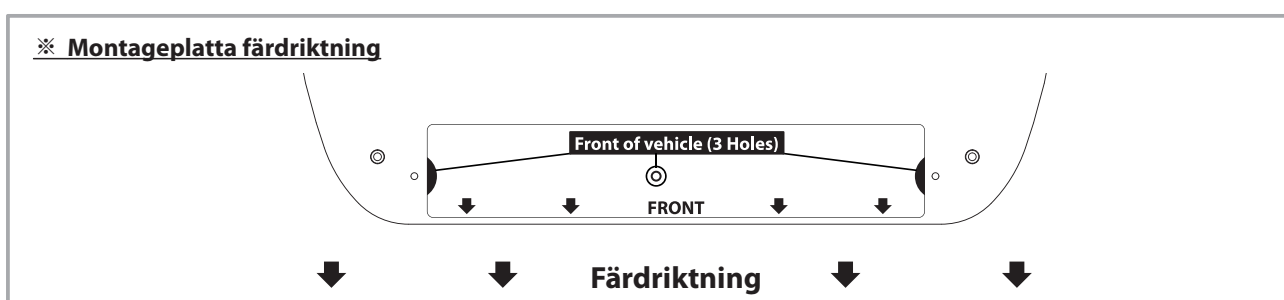 ※ Montageplatta färdriktning
Front of vehicle (3 Holes)
FRONT
Färdriktning